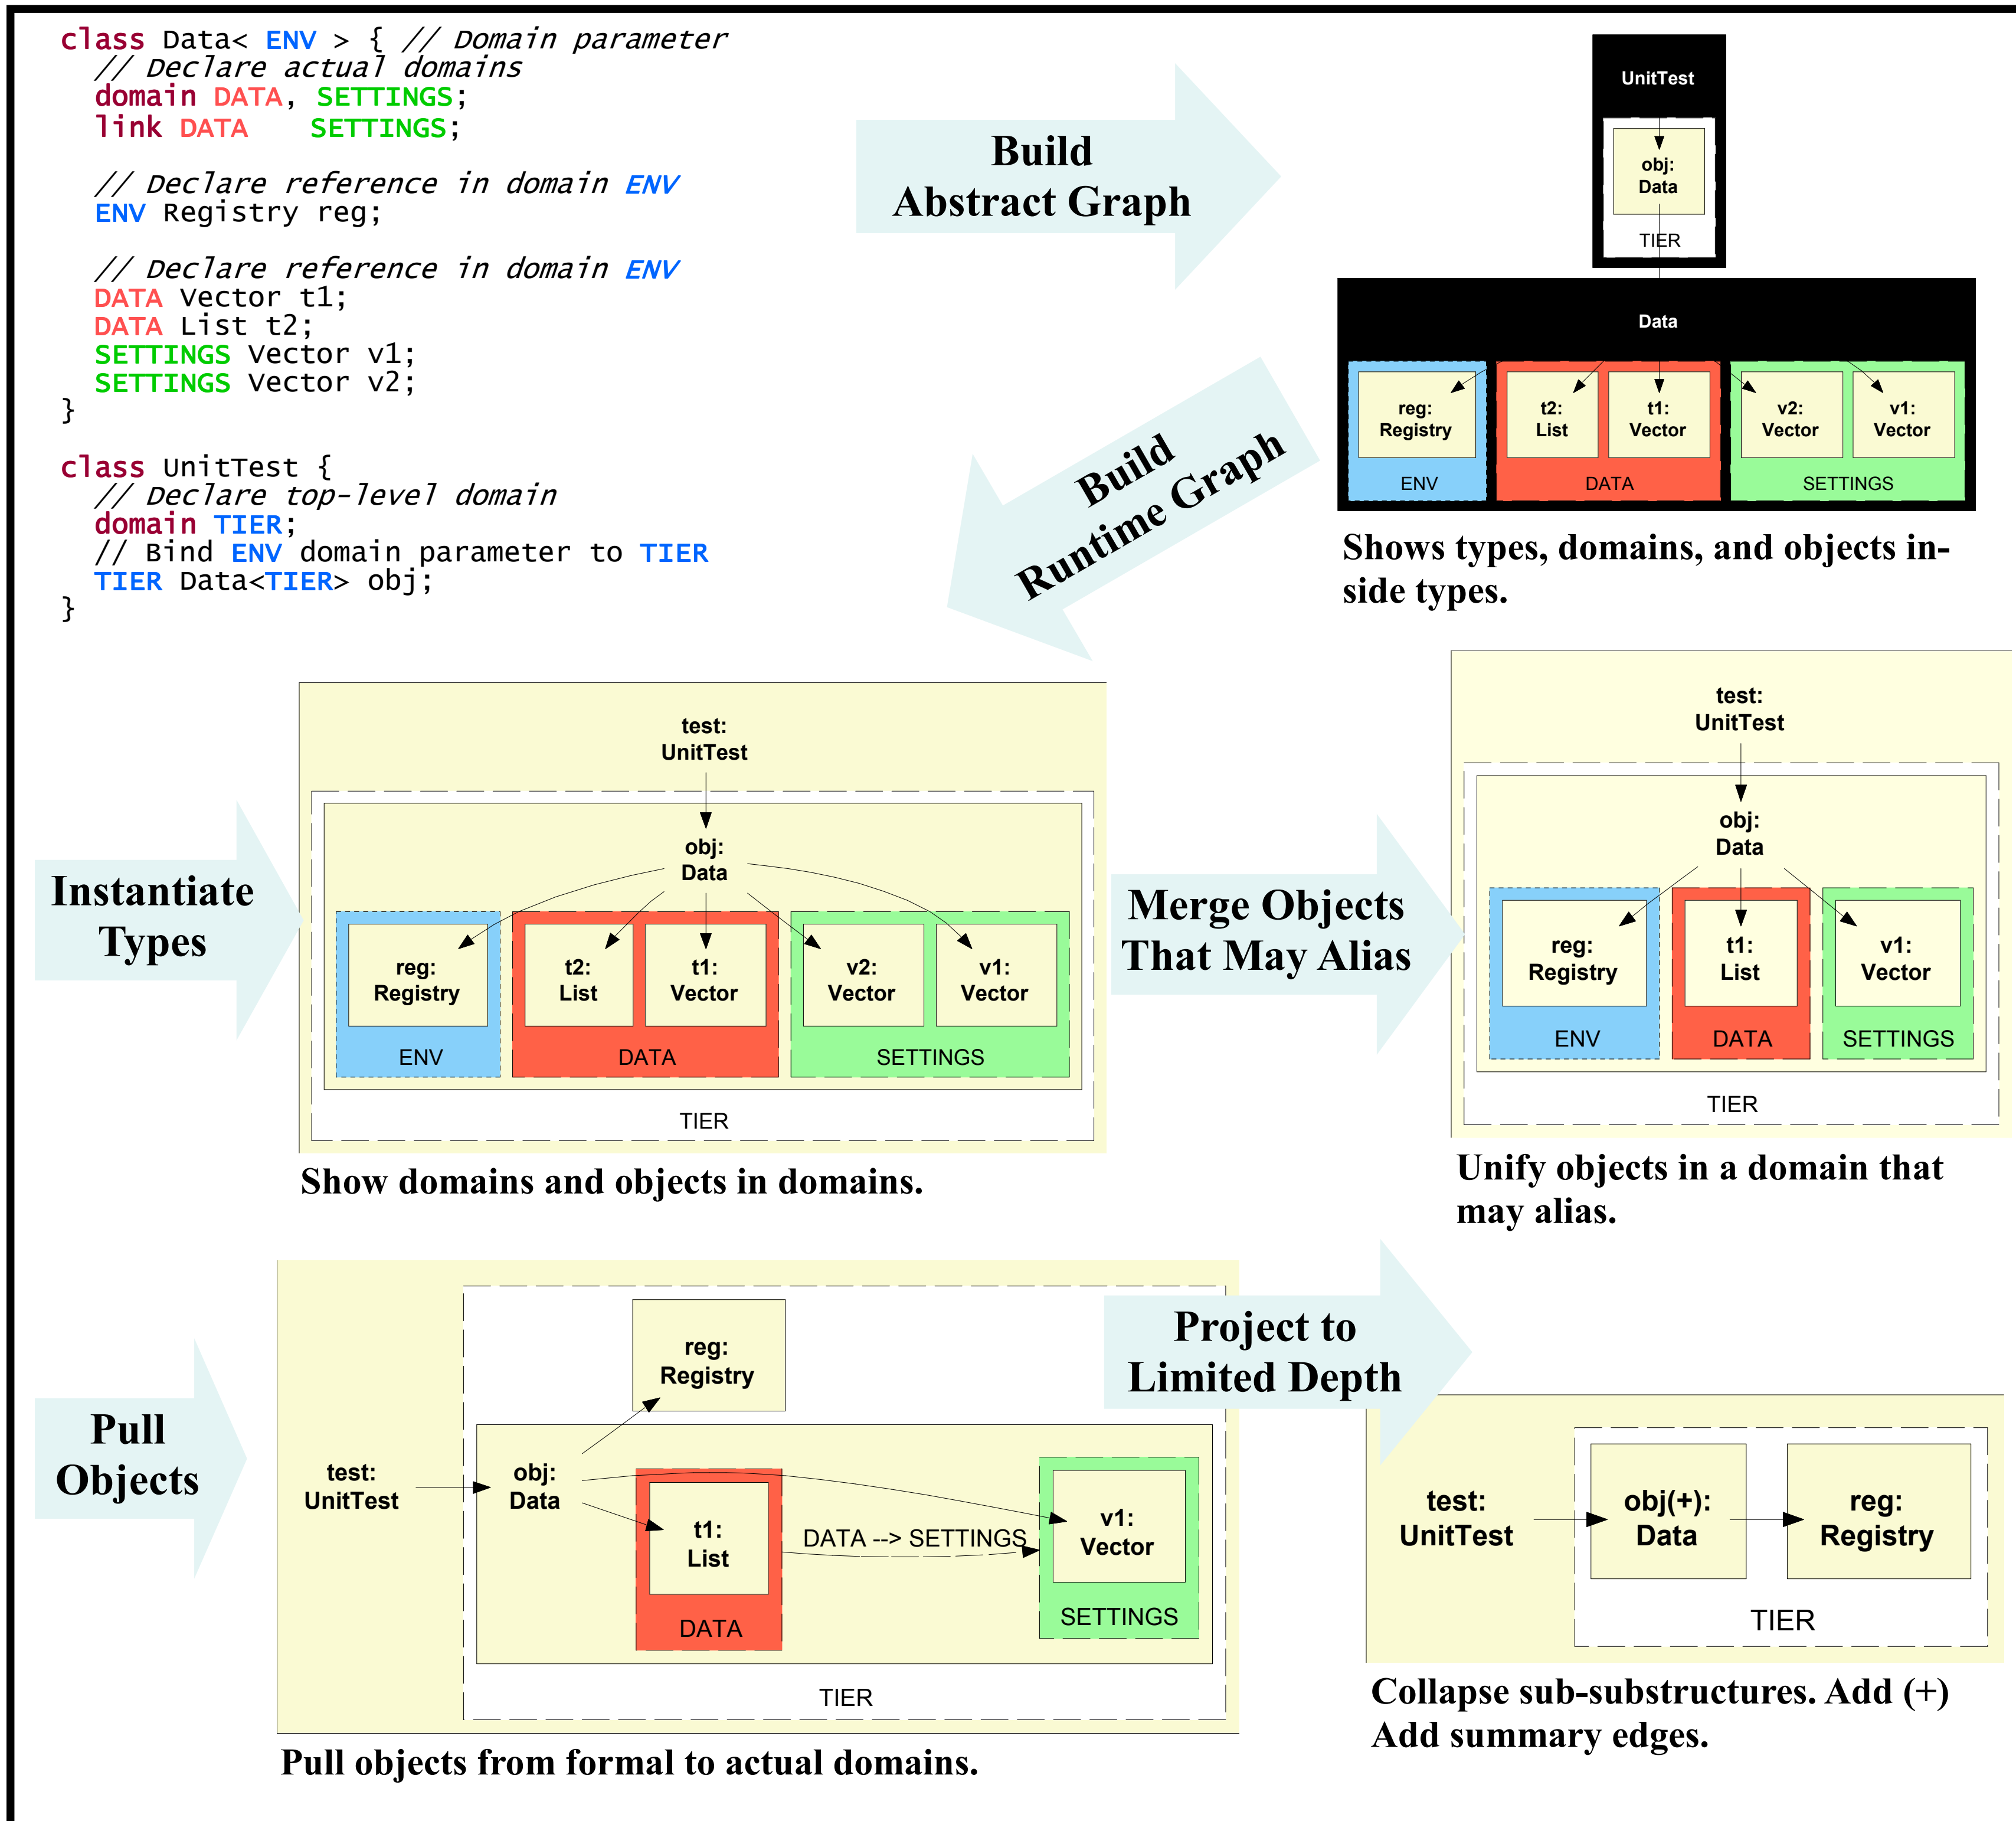 class Data< ENV > { // Domain parameter
// Declare actual domains
domain DATA, SETTINGS;
link DATA SETTINGS;
// Declare reference in domain ENV
ENV Registry reg;
// Declare reference in domain ENV
DATA Vector t1;
DATA List t2;
SETTINGS Vector v1;
SETTINGS Vector v2;
}
class UnitTest {
// Declare top-level domain
domain TIER;
// Bind ENV domain parameter to TIER
TIER Data<TIER> obj;
}
Build
Abstract Graph
UnitTest
obj:
Data
TIER
Data
reg:
Registry
ENV
t2:
List
t1:
Vector
DATA
v2:
Vector
v1:
Vector
SETTINGS
Shows types, domains, and objects in-
side types.
Build
Runtime Graph
Instantiate
Types
test:
UnitTest
obj:
Data
reg:
Registry
ENV
t2:
List
t1:
Vector
DATA
v2:
Vector
v1:
Vector
SETTINGS
TIER
Show domains and objects in domains.
Merge Objects
That May Alias
test:
UnitTest
obj:
Data
reg:
Registry
ENV
t1:
List
DATA
v1:
Vector
SETTINGS
TIER
Unify objects in a domain that
may alias.
Pull
Objects
test:
UnitTest
reg:
Registry
obj:
Data
t1:
List
DATA
DATA --> SETTINGS
v1:
Vector
SETTINGS
TIER
Pull objects from formal to actual domains.
Project to
Limited Depth
test:
UnitTest
obj(+):
Data
reg:
Registry
TIER
Collapse sub-substructures. Add (+)
Add summary edges.